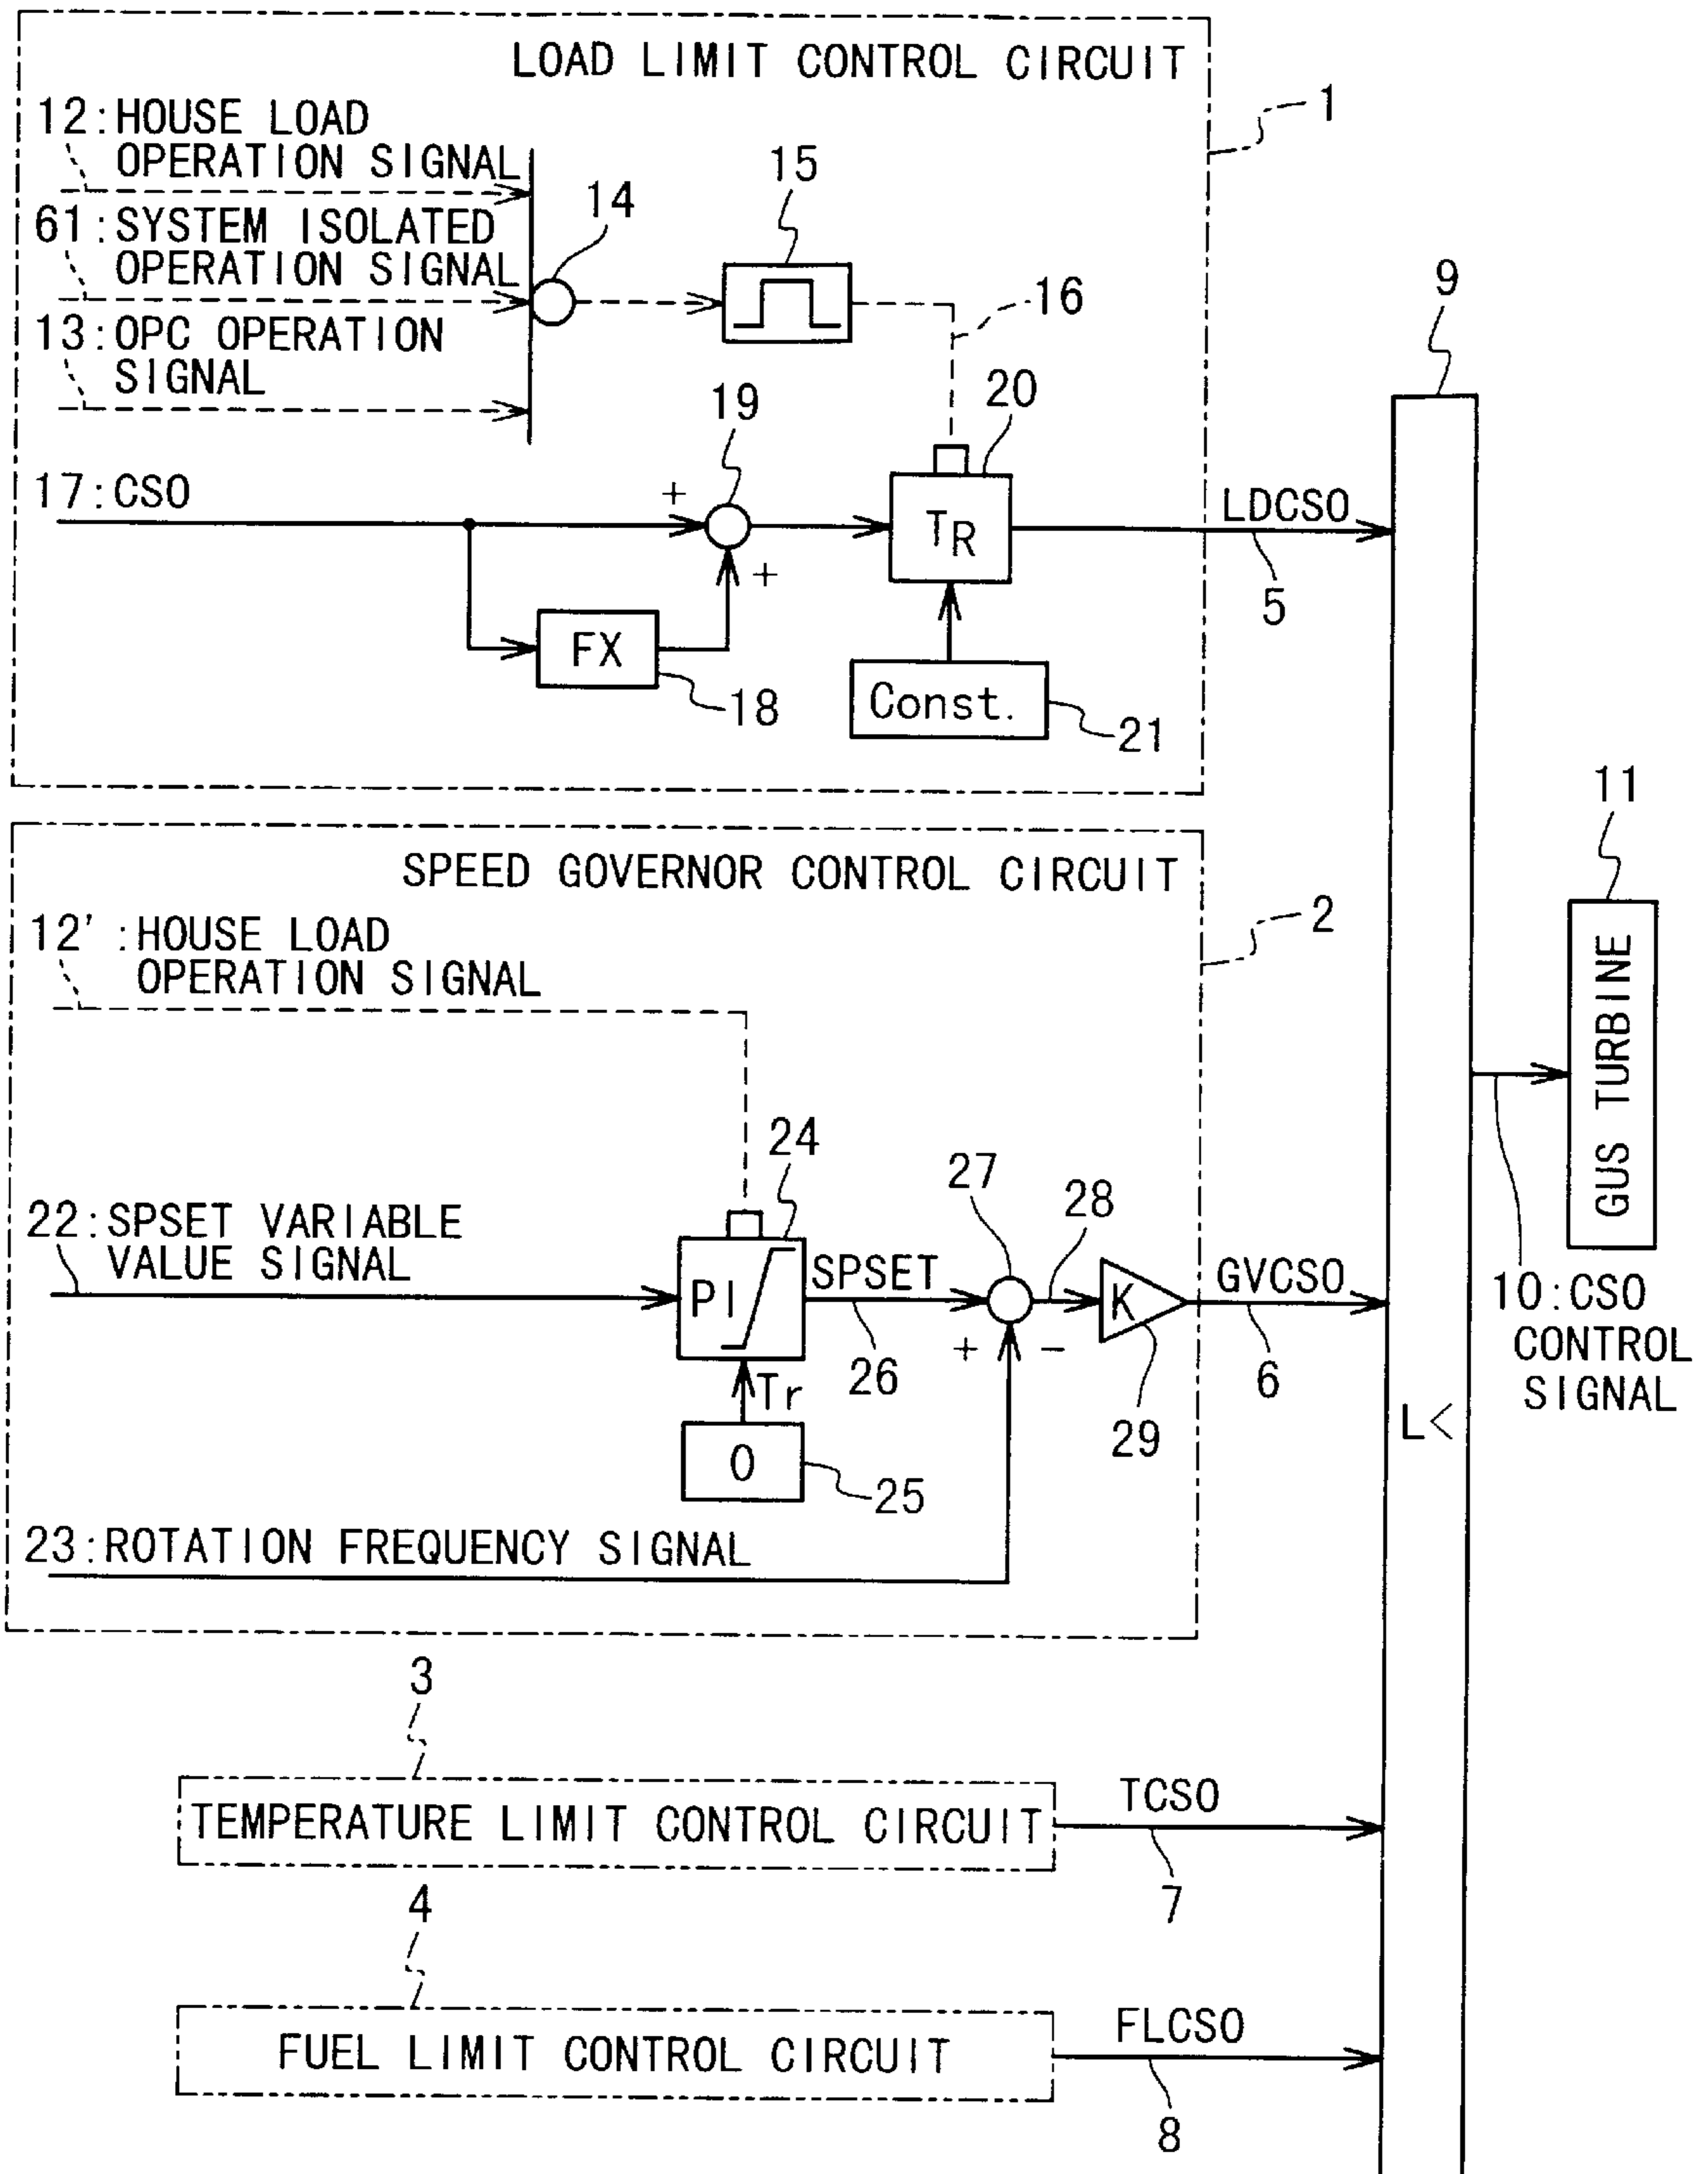 LOAD LIMIT CONTROL CIRCUIT
1
12:HOUSE LOAD
OPERATION SIGNAL
61:SYSTEM ISOLATED
OPERATION SIGNAL
13:OPC OPERATION
SIGNAL
14
15
16
9
17:CSO
+
19
+
20
TR
LDCSO
5
FX
18
Const.
21
11
SPEED GOVERNOR CONTROL CIRCUIT
2
12':HOUSE LOAD
OPERATION SIGNAL
GUS TURBINE
24
27
28
22:SPSET VARIABLE
VALUE SIGNAL
PI
SPSET
26
+
-
K
29
GVCSO
6
10:CSO
CONTROL
SIGNAL
Tr
0
25
L<
23:ROTATION FREQUENCY SIGNAL
3
TEMPERATURE LIMIT CONTROL CIRCUIT
TCSO
7
4
FUEL LIMIT CONTROL CIRCUIT
FLCSO
8